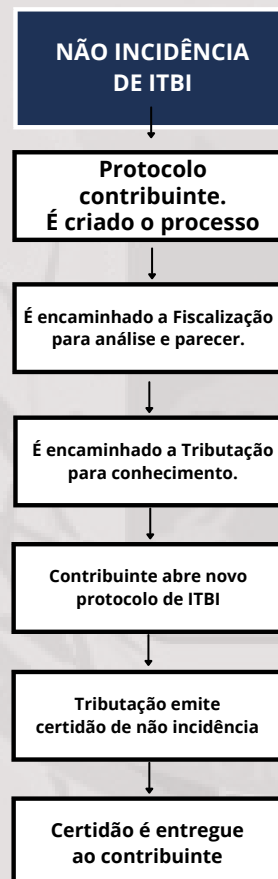 NÃO INCIDÊNCIA
DE ITBI
Protocolo
contribuinte.
É criado o processo
É encaminhado a Fiscalização
para análise e parecer.
É encaminhado a Tributação
para conhecimento.
Contribuinte abre novo
protocolo de ITBI
Tributação emite
certidão de não incidência
Certidão é entregue
ao contribuinte